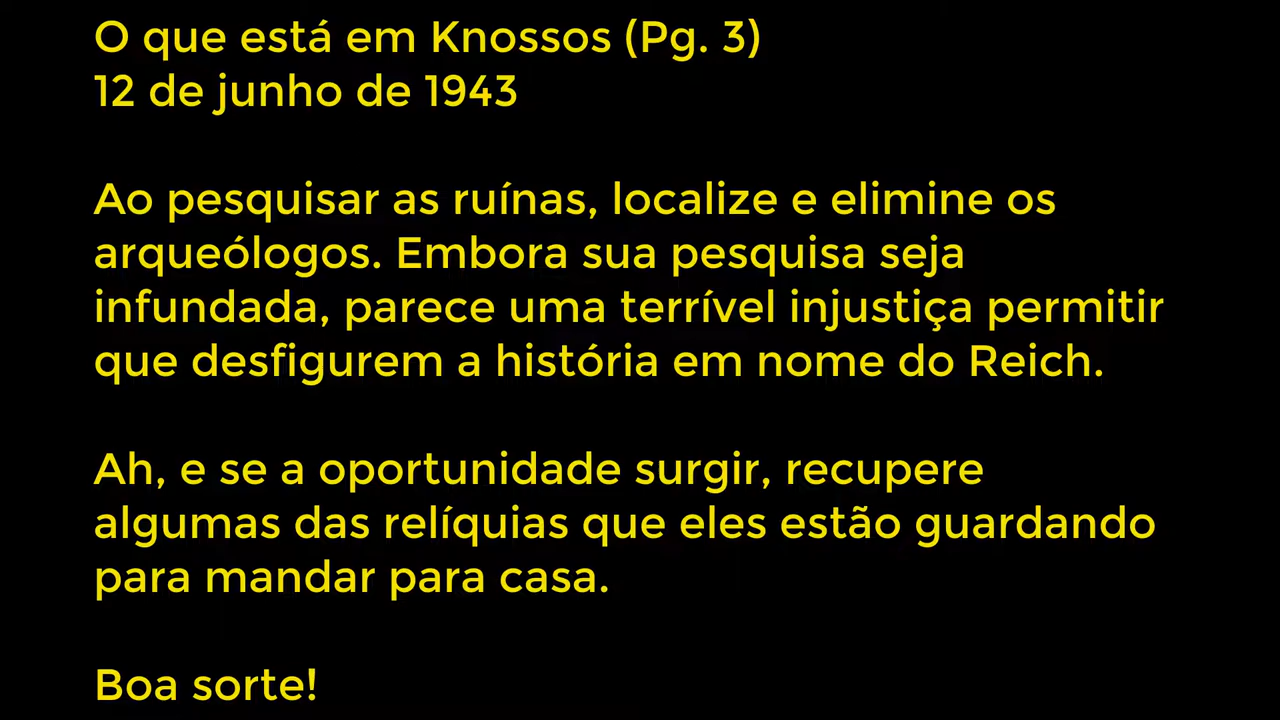 O que está em Knossos (Pg. 3)
12 de junho de 1943
Ao pesquisar as ruínas, localize e elimine os
arqueólogos. Embora sua pesquisa seja
infundada, parece uma terrível injustiça permitir
que desfigurem a história em nome do Reich.
Ah, e se a oportunidade surgir, recupere
algumas das relíquias que eles estão guardando
para mandar para casa.
Boa sorte!